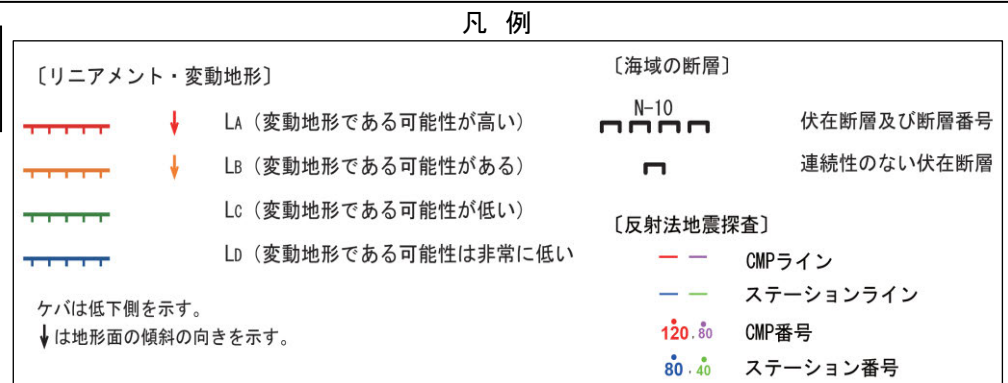 凡 例
〔リニアメント・変動地形〕
LA（変動地形である可能性が高い）
LB（変動地形である可能性がある）
LC（変動地形である可能性が低い）
LD（変動地形である可能性は非常に低い
ケバは低下側を示す。
↓は地形面の傾斜の向きを示す。
〔海域の断層〕
N-10
伏在断層及び断層番号
連続性のない伏在断層
〔反射法地震探査〕
CMPライン
ステーションライン
120 . 80 CMP番号
80 . 40 ステーション番号